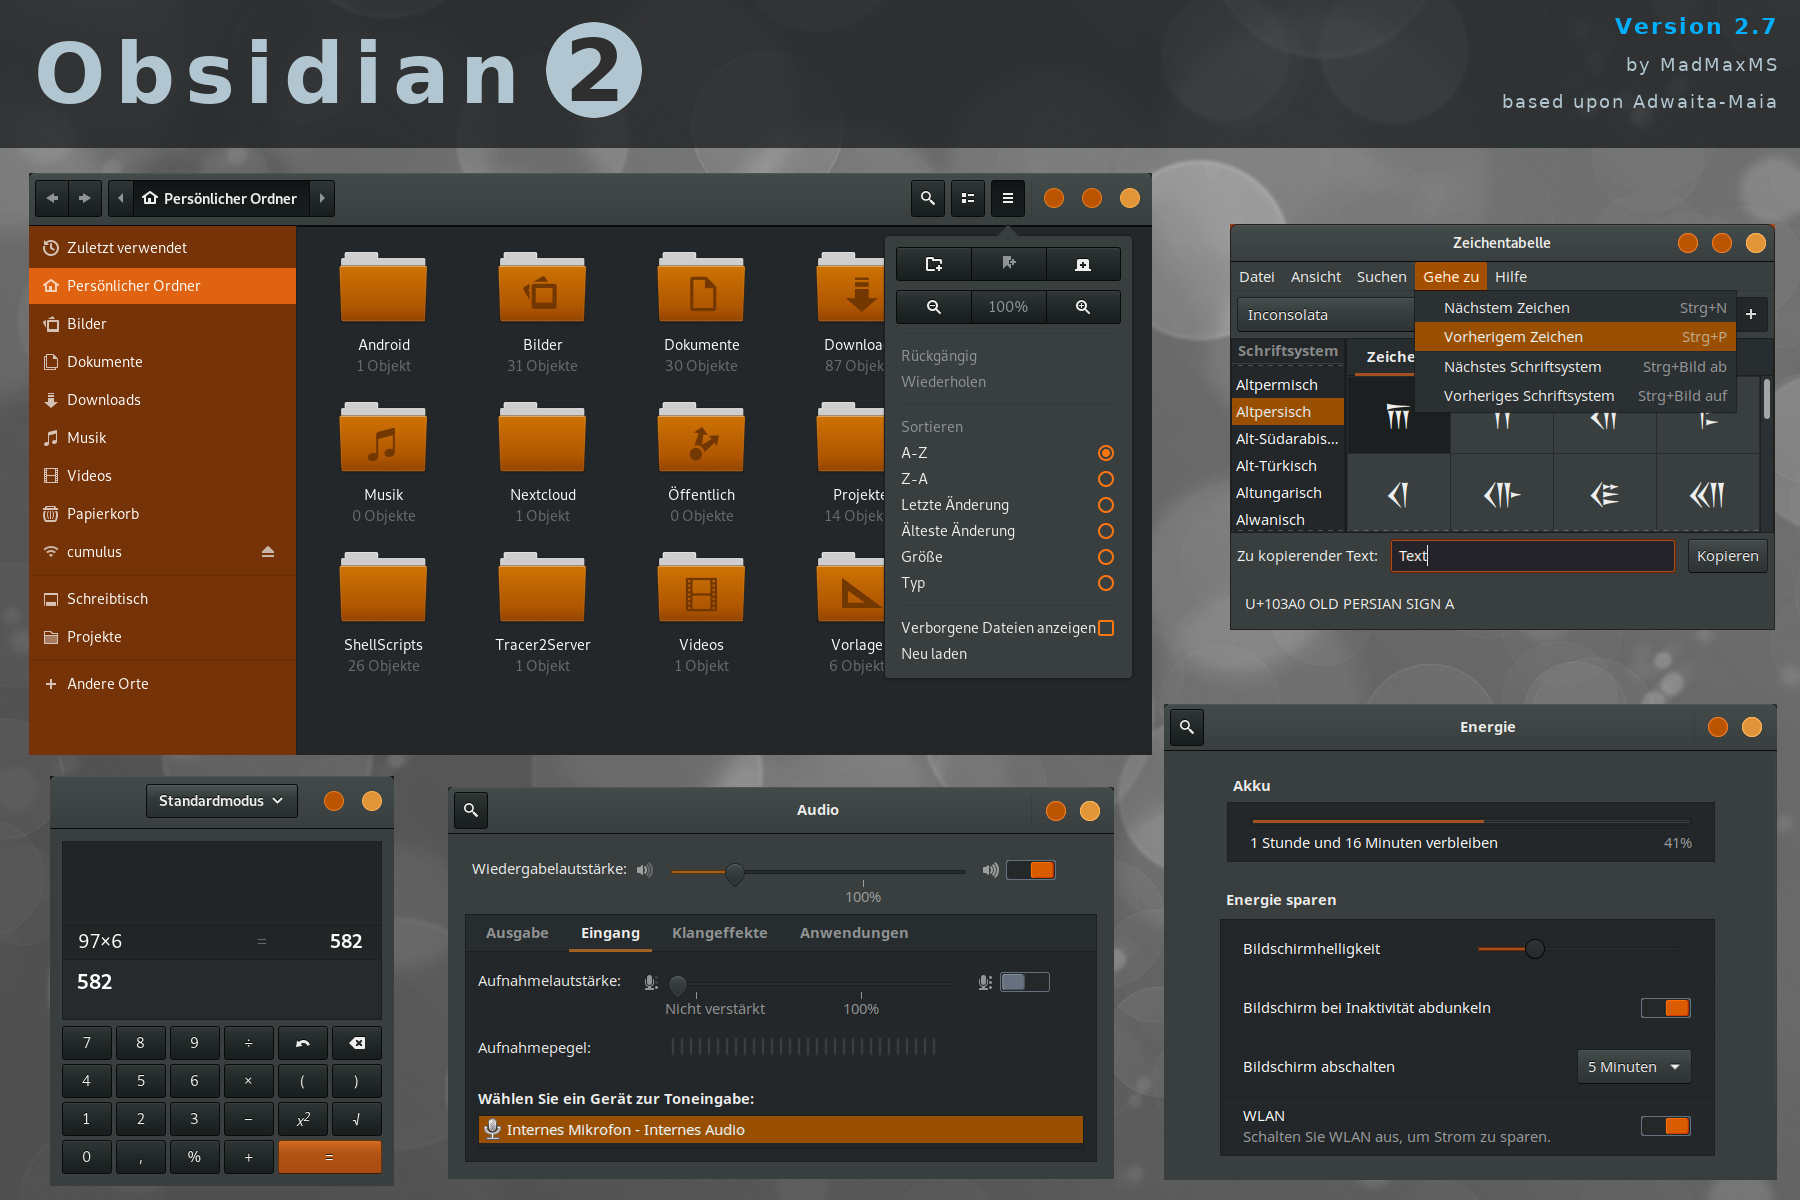 Obsidian 2
Version 2.7
by MadMaxMS
based upon Adwaita-Maia
Persönlicher Ordner
Zuletzt verwendet
Persönlicher Ordner
Bilder
Dokumente
Downloads
Musik
Videos
Papierkorb
cumulus
Schreibtisch
Projekte
+ Andere Orte
Android
1 Objekt
Bilder
31 Objekte
Dokumente
30 Objekte
Downloa
87 Objek
Musik
0 Objekte
Nextcloud
1 Objekt
Öffentlich
0 Objekte
Projekte
14 Objek
ShellScripts
26 Objekte
Tracer2Server
1 Objekt
Videos
1 Objekt
Vorlage
6 Objekt
100%
Rückgängig
Wiederholen
Sortieren
A-Z
Z-A
Letzte Änderung
Älteste Änderung
Größe
Typ
Verborgene Dateien anzeigen
Neu laden
Zeichentabelle
Datei Ansicht Suchen Gehe zu Hilfe
Inconsolata
+
Nächstem Zeichen Strg+N
Vorherigem Zeichen Strg+P
Nächstes Schriftsystem Strg+Bild ab
Vorheriges Schriftsystem Strg+Bild auf
Schriftsystem
Zeiche
Altpermisch
Altpersisch
Alt-Südarabis...
Alt-Türkisch
Altungarisch
Alwanisch
Zu kopierender Text: Text Kopieren
U+103A0 OLD PERSIAN SIGN A
Standardmodus
97×6 = 582
582
7 8 9 ÷
4 5 6 × ( )
1 2 3 − x² √
0 , % + =
Audio
Wiedergabelautstärke:
100%
Ausgabe Eingang Klangeffekte Anwendungen
Aufnahmelautstärke:
Nicht verstärkt 100%
Aufnahmepegel:
Wählen Sie ein Gerät zur Toneingabe:
Internes Mikrofon - Internes Audio
Energie
Akku
1 Stunde und 16 Minuten verbleiben 41%
Energie sparen
Bildschirmhelligkeit
Bildschirm bei Inaktivität abdunkeln
Bildschirm abschalten 5 Minuten
WLAN
Schalten Sie WLAN aus, um Strom zu sparen.